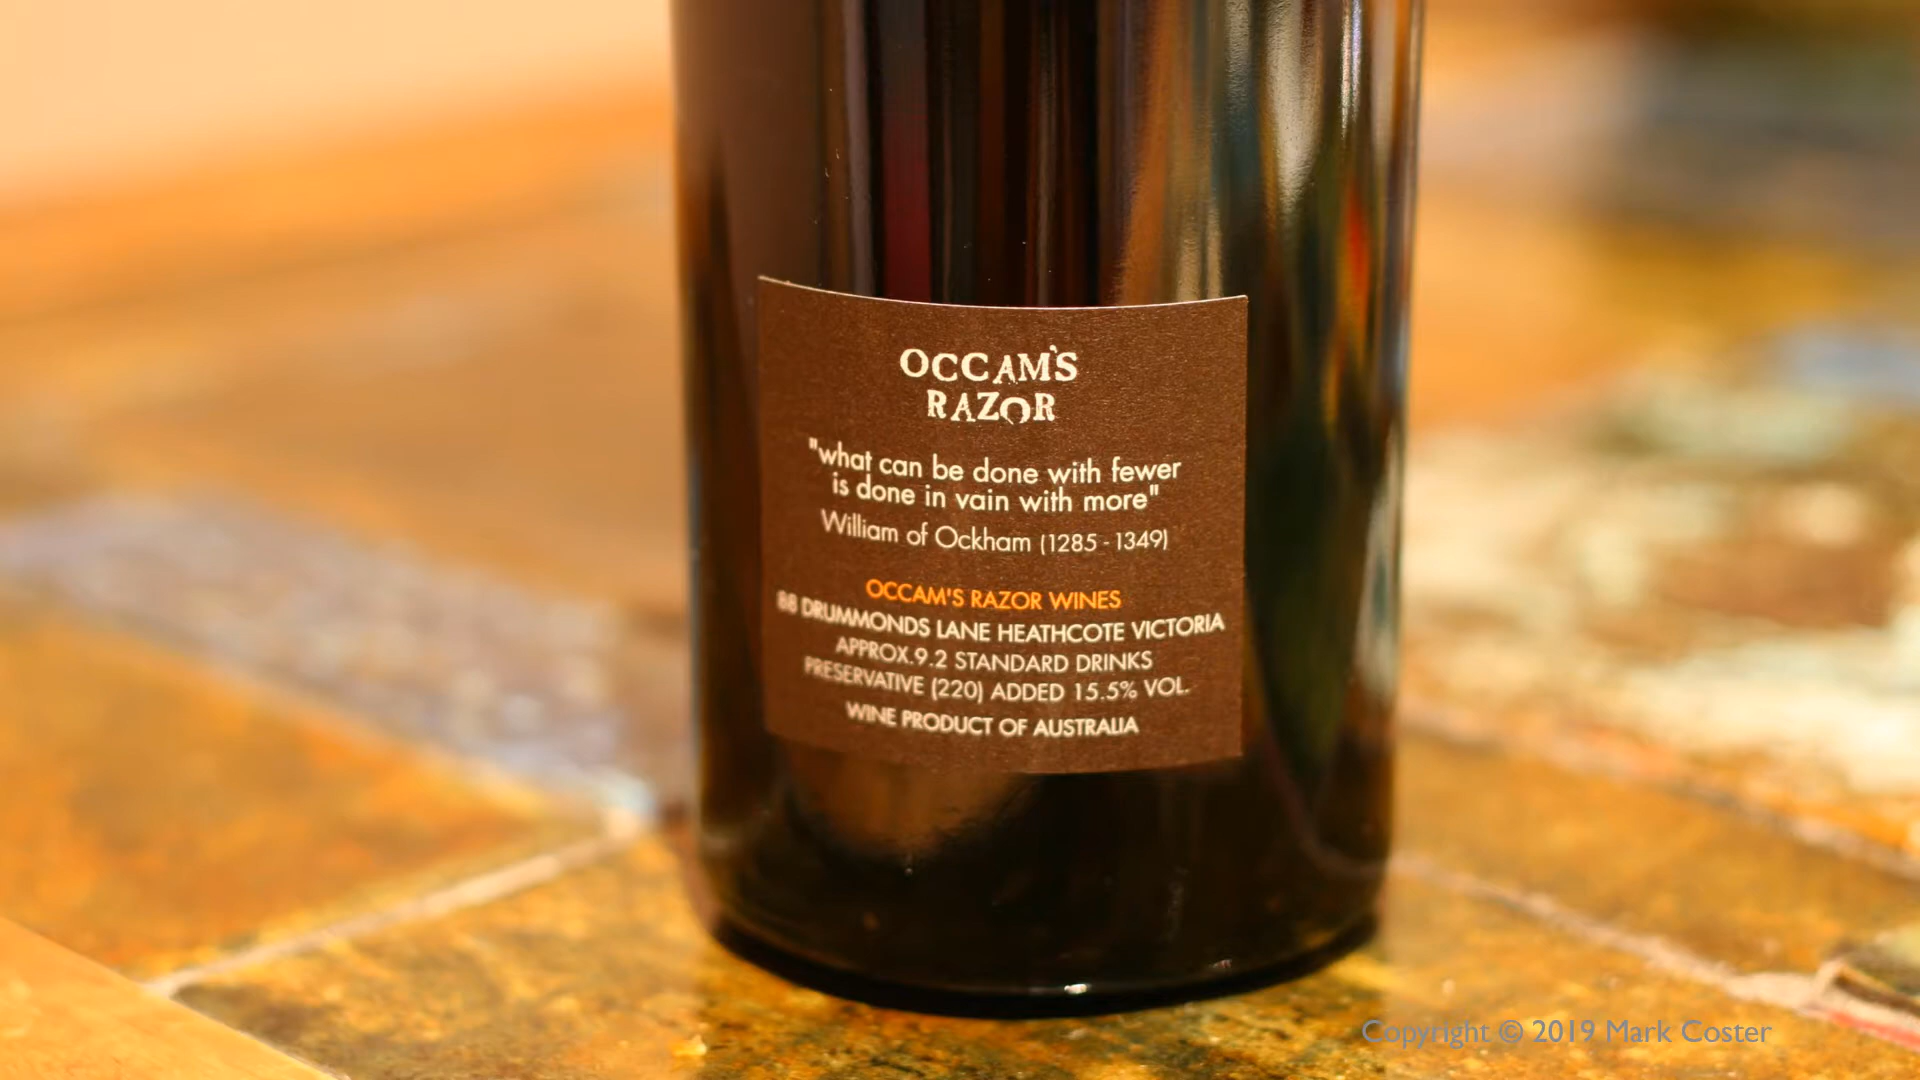 OCCAM'S
RAZOR
"what can be done with fewer
is done in vain with more"
William of Ockham (1285 - 1349)
OCCAM'S RAZOR WINES
88 DRUMMONDS LANE HEATHCOTE VICTORIA
APPROX.9.2 STANDARD DRINKS
PRESERVATIVE (220) ADDED 15.5% VOL.
WINE PRODUCT OF AUSTRALIA
Copyright © 2019 Mark Coster